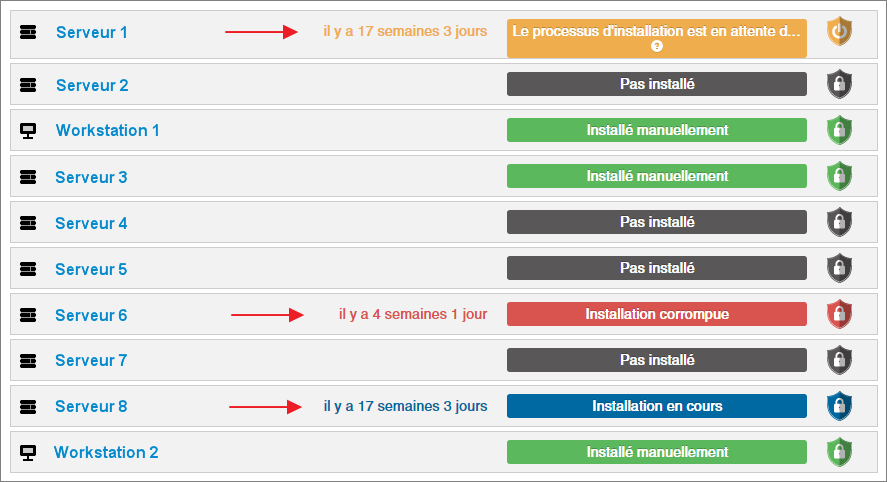 Serveur 1 il y a 17 semaines 3 jours Le processus d'installation est en attente d...
?
Serveur 2 Pas installé
Workstation 1 Installé manuellement
Serveur 3 Installé manuellement
Serveur 4 Pas installé
Serveur 5 Pas installé
Serveur 6 il y a 4 semaines 1 jour Installation corrompue
Serveur 7 Pas installé
Serveur 8 il y a 17 semaines 3 jours Installation en cours
Workstation 2 Installé manuellement